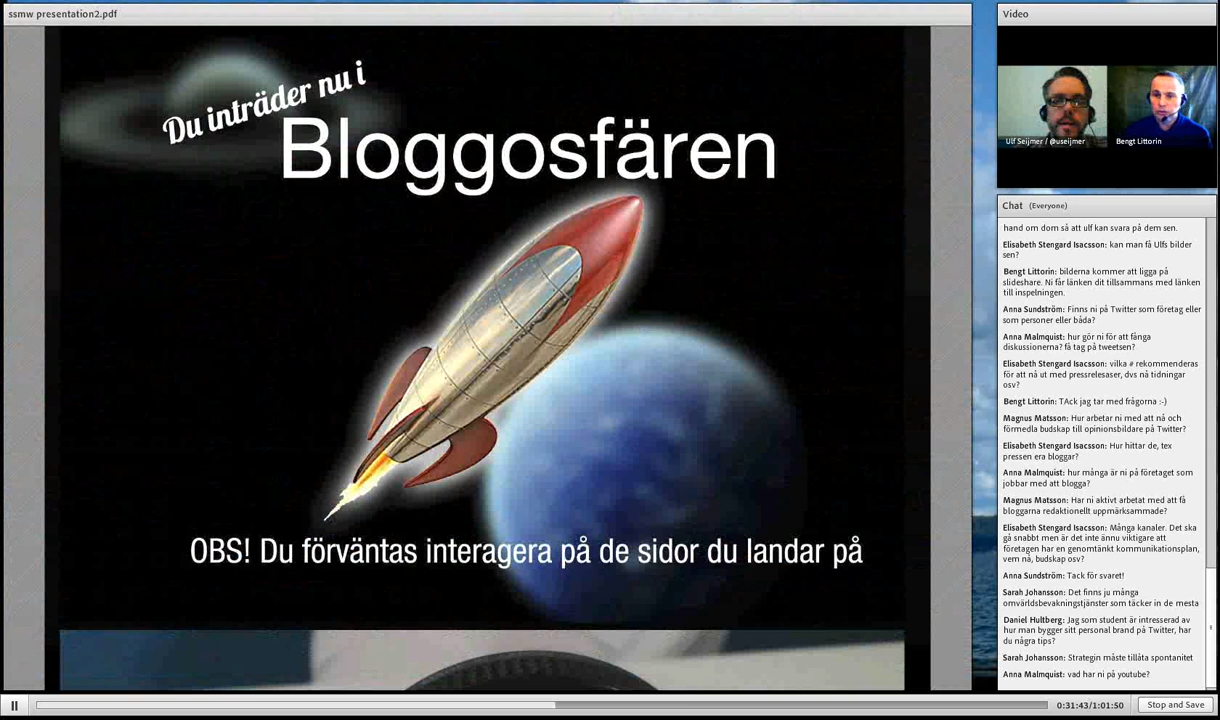 ssmw presentation2.pdf
Du inträder nu i
Bloggosfären
OBS! Du förväntas interagera på de sidor du landar på
Video
Ulf Seijmer / @useijmer
Bengt Littorin
Chat (Everyone)
hand om dom så att ulf kan svara på dem sen.
Elisabeth Stengard Isacsson: kan man få Ulfs bilder
sen?
Bengt Littorin: bilderna kommer att ligga på
slideshare. Ni får länken dit tillsammans med länken
till inspelningen.
Anna Sundström: Finns ni på Twitter som företag eller
som personer eller båda?
Anna Malmquist: hur gör ni för att fånga
diskussionerna? få tag på tweetsen?
Elisabeth Stengard Isacsson: vilka # rekommenderas
för att nå ut med pressrelesaser, dvs nå tidningar
osv?
Bengt Littorin: TAck jag tar med frågorna :-)
Magnus Matsson: Hur arbetar ni med att nå och
förmedla budskap till opinionsbildare på Twitter?
Elisabeth Stengard Isacsson: Hur hittar de, tex
pressen era bloggar?
Anna Malmquist: hur många är ni på företaget som
jobbar med att blogga?
Magnus Matsson: Har ni aktivt arbetat med att få
bloggarna redaktionellt uppmärksammade?
Elisabeth Stengard Isacsson: Många kanaler. Det ska
gå snabbt men är det inte ännu viktigare att
företagen har en genomtänkt kommunikationsplan,
vem nå, budskap osv?
Anna Sundström: Tack för svaret!
Sarah Johansson: Det finns ju många
omvärldsbevakningstjänster som täcker in de mesta
Daniel Hultberg: Jag som student är intresserad av
hur man bygger sitt personal brand på Twitter, har
du några tips?
Sarah Johansson: Strategin måste tillåta spontanitet
Anna Malmquist: vad har ni på youtube?
0:31:43/1:01:50
Stop and Save